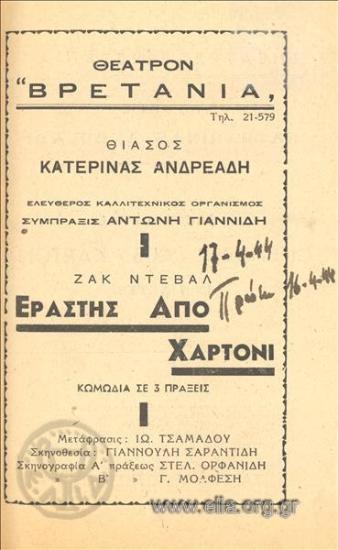 ΘΕΑΤΡΟΝ
"ΒΡΕΤΑΝΙΑ,
Τηλ. 21-579
ΘΙΑΣΟΣ
ΚΑΤΕΡΙΝΑΣ ΑΝΔΡΕΑΔΗ
ΕΛΕΥΘΕΡΟΣ ΚΑΛΛΙΤΕΧΝΙΚΟΣ ΟΡΓΑΝΙΣΜΟΣ
ΣΥΜΠΡΑΞΙΣ ΑΝΤΩΝΗ ΓΙΑΝΝΙΔΗ
17-4-44
ΖΑΚ ΝΤΕΒΑΛ
Πρώτη 16-4-44
ΕΡΑΣΤΗΣ ΑΠΟ
ΧΑΡΤΟΝΙ
ΚΩΜΩΔΙΑ ΣΕ 3 ΠΡΑΞΕΙΣ
Μετάφρασις : ΙΩ. ΤΣΑΜΑΔΟΥ
Σκηνοθεσία : ΓΙΑΝΝΟΥΛΗ ΣΑΡΑΝΤΙΔΗ
Σκηνογραφία Α' πράξεως ΣΤΕΛ. ΟΡΦΑΝΙΔΗ
» Β' » Γ. ΜΟΛΦΕΣΗ
www.elia.org.gr